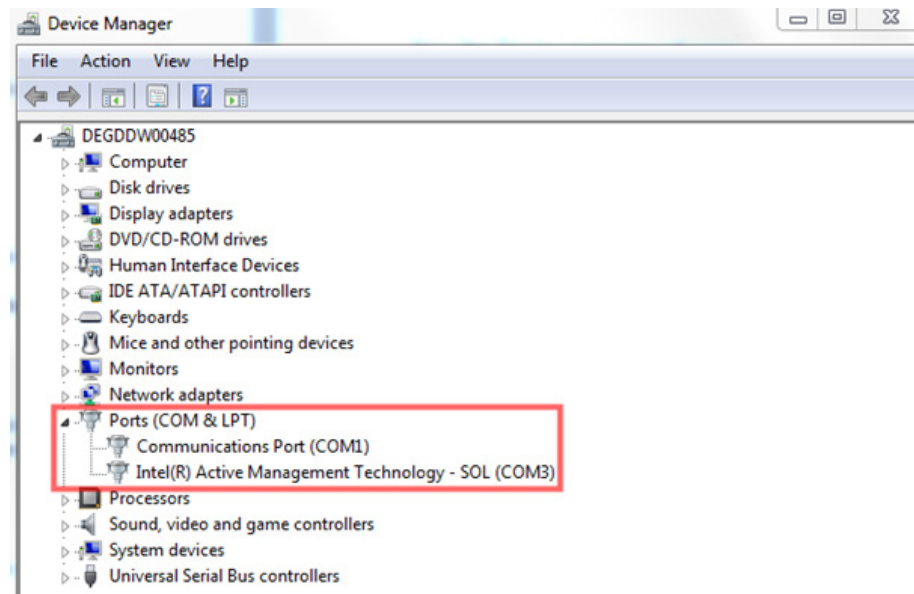 Device Manager
File Action View Help
DEGDDW00485
Computer
Disk drives
Display adapters
DVD/CD-ROM drives
Human Interface Devices
IDE ATA/ATAPI controllers
Keyboards
Mice and other pointing devices
Monitors
Network adapters
Ports (COM & LPT)
Communications Port (COM1)
Intel(R) Active Management Technology - SOL (COM3)
Processors
Sound, video and game controllers
System devices
Universal Serial Bus controllers